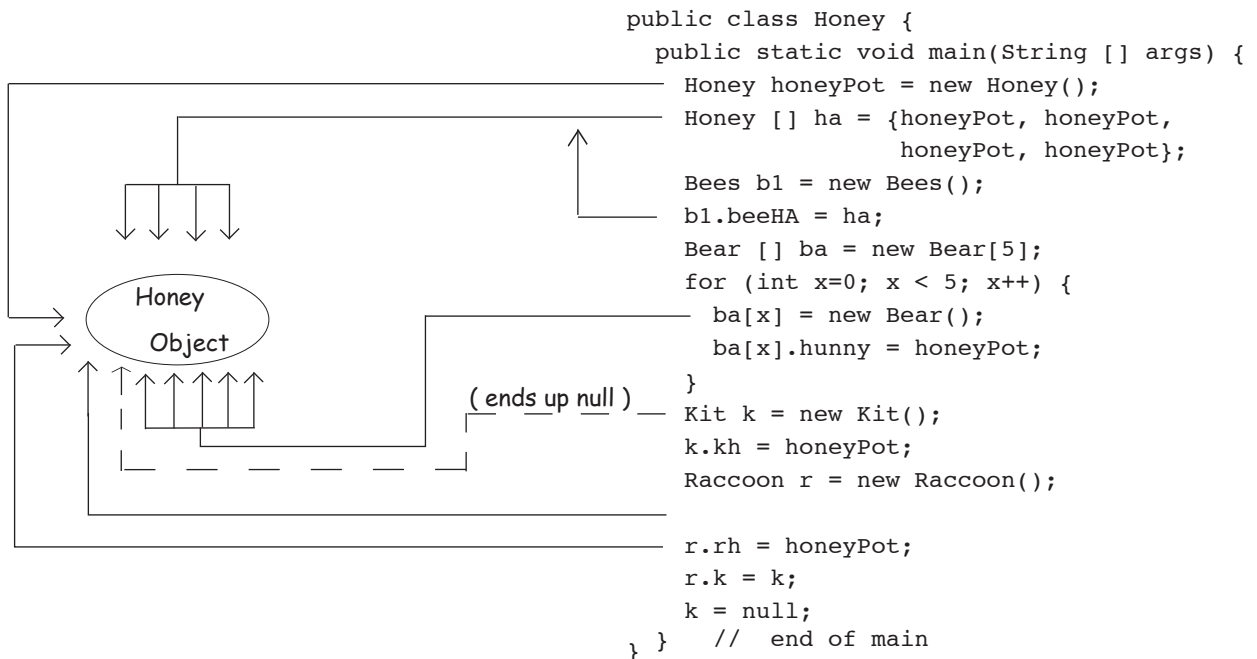 public class Honey {
public static void main(String [] args) {
Honey honeyPot = new Honey();
Honey [] ha = {honeyPot, honeyPot,
honeyPot, honeyPot};
Bees b1 = new Bees();
b1.beeHA = ha;
Bear [] ba = new Bear[5];
for (int x=0; x < 5; x++) {
ba[x] = new Bear();
ba[x].hunny = honeyPot;
}
Kit k = new Kit();
k.kh = honeyPot;
Raccoon r = new Raccoon();
r.rh = honeyPot;
r.k = k;
k = null;
} // end of main
}
Honey
Object
( ends up null )